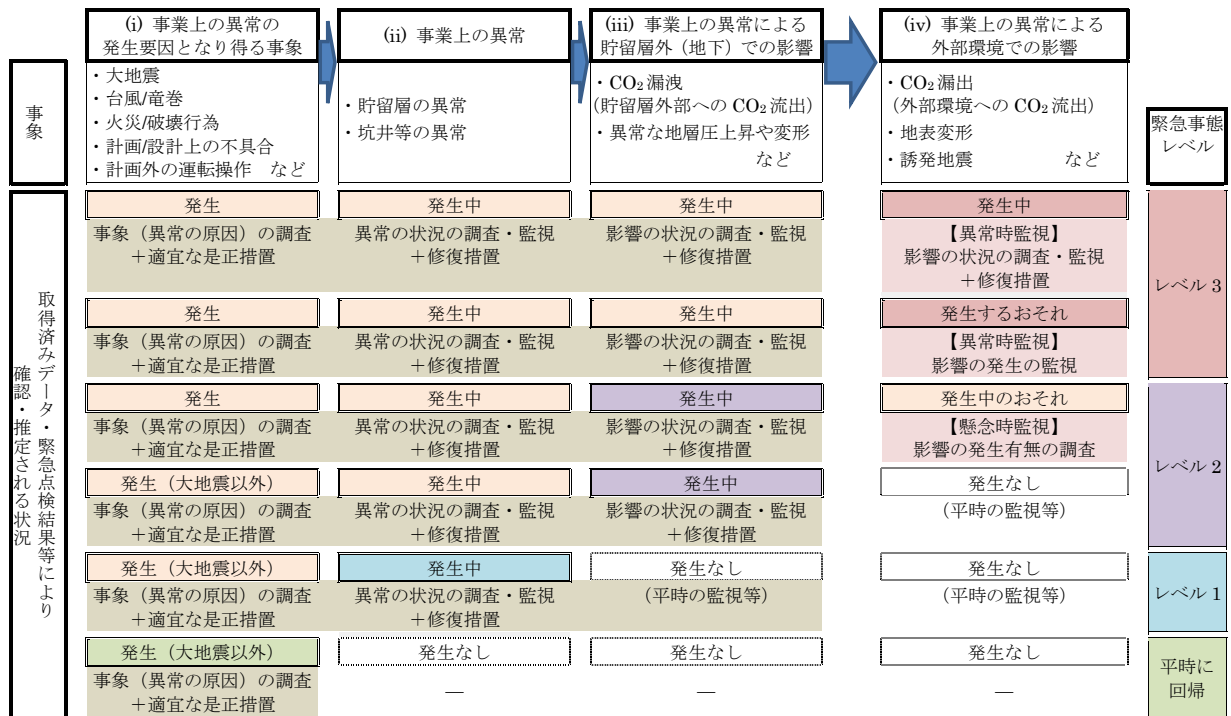 (i) 事業上の異常の
発生要因となり得る事象
(ii) 事業上の異常
(iii) 事業上の異常による
貯留層外（地下）での影響
(iv) 事業上の異常による
外部環境での影響
事象
・大地震
・台風/竜巻
・火災/破壊行為
・計画/設計上の不具合
・計画外の運転操作　など
・貯留層の異常
・坑井等の異常
・CO₂漏洩
(貯留層外部への CO₂流出)
・異常な地層圧上昇や変形
など
・CO₂漏出
(外部環境への CO₂流出)
・地表変形
・誘発地震　など
緊急事態
レベル
取得済みデータ・緊急点検結果等により
確認・推定される状況
発生
発生中
発生中
発生中
事象（異常の原因）の調査
＋適宜な是正措置
異常の状況の調査・監視
＋修復措置
影響の状況の調査・監視
＋修復措置
【異常時監視】
影響の状況の調査・監視
＋修復措置
レベル 3
発生
発生中
発生中
発生するおそれ
事象（異常の原因）の調査
＋適宜な是正措置
異常の状況の調査・監視
＋修復措置
影響の状況の調査・監視
＋修復措置
【異常時監視】
影響の発生の監視
発生
発生中
発生中
発生中のおそれ
事象（異常の原因）の調査
＋適宜な是正措置
異常の状況の調査・監視
＋修復措置
影響の状況の調査・監視
＋修復措置
【懸念時監視】
影響の発生有無の調査
レベル 2
発生（大地震以外）
発生中
発生中
発生なし
事象（異常の原因）の調査
＋適宜な是正措置
異常の状況の調査・監視
＋修復措置
影響の状況の調査・監視
＋修復措置
(平時の監視等)
発生（大地震以外）
発生中
発生なし
発生なし
事象（異常の原因）の調査
＋適宜な是正措置
異常の状況の調査・監視
＋修復措置
(平時の監視等)
(平時の監視等)
レベル 1
発生（大地震以外）
発生なし
発生なし
発生なし
事象（異常の原因）の調査
＋適宜な是正措置
―
―
―
平時に
回帰